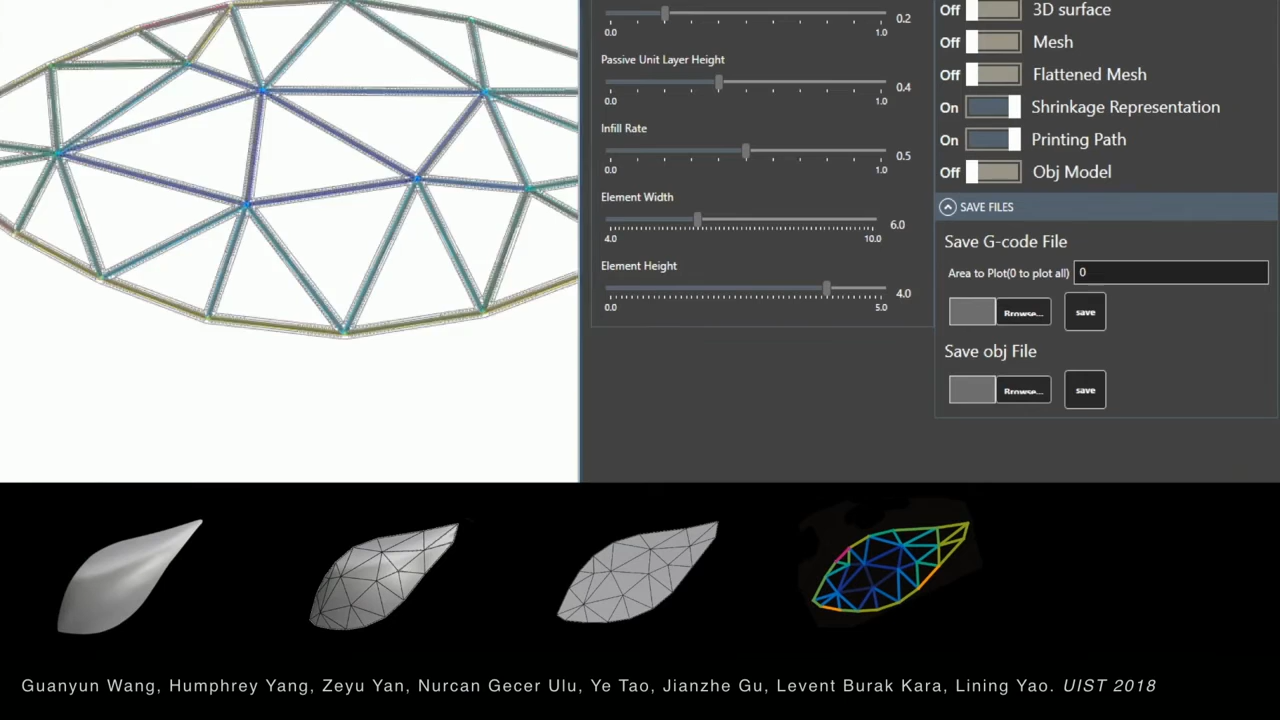 0.2
0.0 1.0
Passive Unit Layer Height
0.4
0.0 1.0
Infill Rate
0.5
0.0 1.0
Element Width
6.0
4.0 10.0
Element Height
4.0
0.0 5.0
Off 3D surface
Off Mesh
Off Flattened Mesh
On Shrinkage Representation
On Printing Path
Off Obj Model
SAVE FILES
Save G-code File
Area to Plot(0 to plot all) 0
Browse... save
Save obj File
Browse... save
Guanyun Wang, Humphrey Yang, Zeyu Yan, Nurcan Gecer Ulu, Ye Tao, Jianzhe Gu, Levent Burak Kara, Lining Yao. UIST 2018